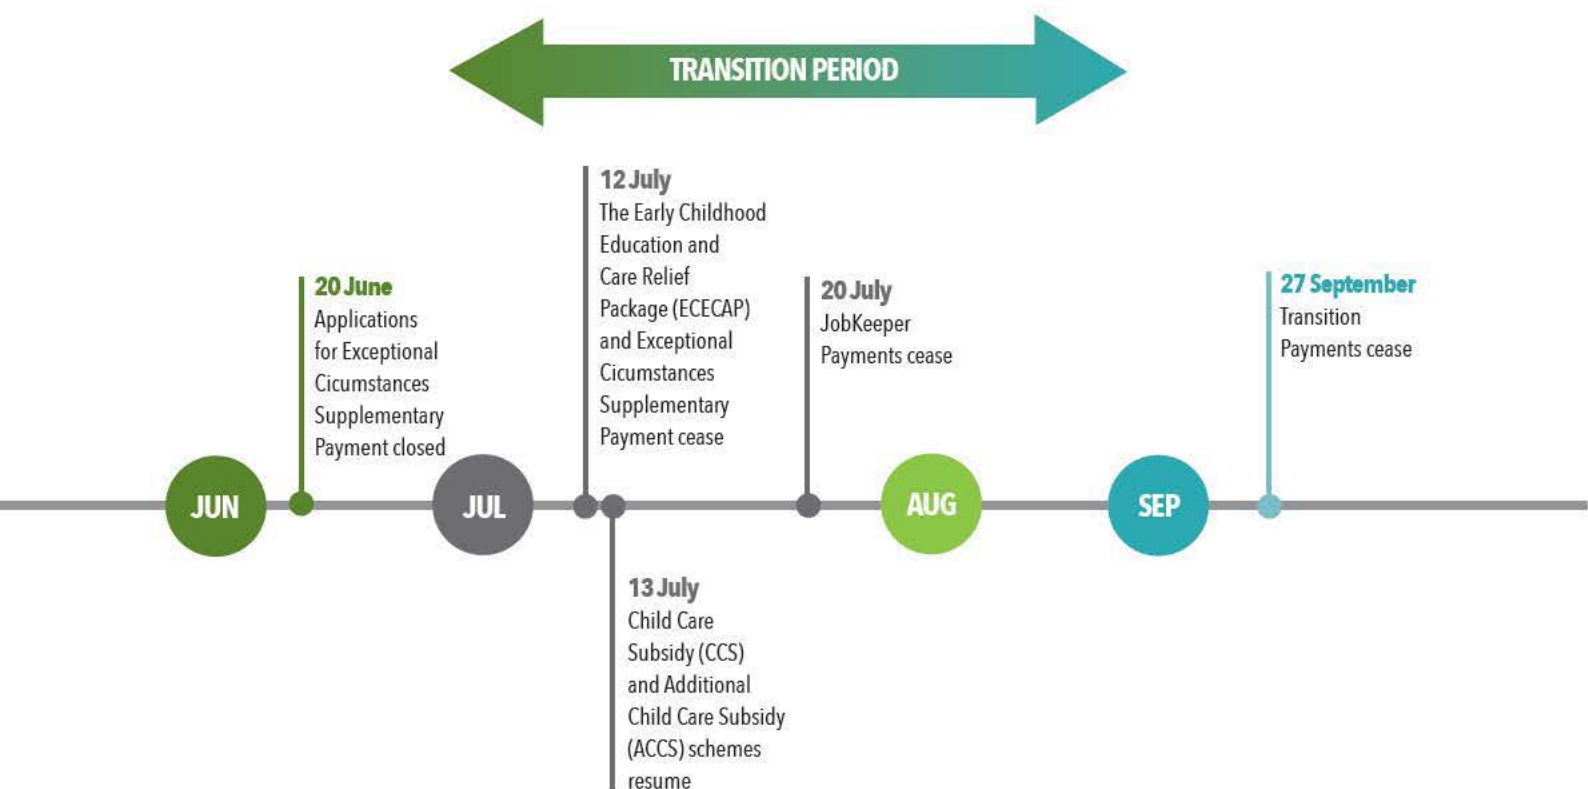 TRANSITION PERIOD
12 July
The Early Childhood
Education and
Care Relief
Package (ECECAP)
and Exceptional
Cicumstances
Supplementary
Payment cease
20 June
Applications
for Exceptional
Cicumstances
Supplementary
Payment closed
20 July
JobKeeper
Payments cease
27 September
Transition
Payments cease
JUN
JUL
AUG
SEP
13 July
Child Care
Subsidy (CCS)
and Additional
Child Care Subsidy
(ACCS) schemes
resume